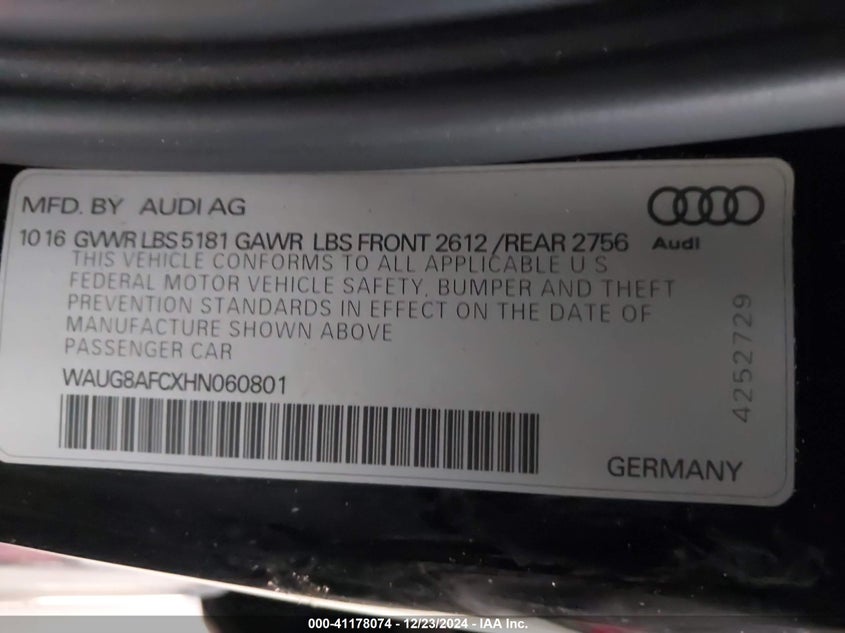 MFD. BY AUDI AG
10 16 GVWR LBS 5181 GAWR LBS FRONT 2612 /REAR 2756
Audi
THIS VEHICLE CONFORMS TO ALL APPLICABLE U S
FEDERAL MOTOR VEHICLE SAFETY, BUMPER AND THEFT
PREVENTION STANDARDS IN EFFECT ON THE DATE OF
MANUFACTURE SHOWN ABOVE
PASSENGER CAR
WAUG8AFCXHN060801
4252729
GERMANY
000-41178074 - 12/23/2024 - IAA Inc.